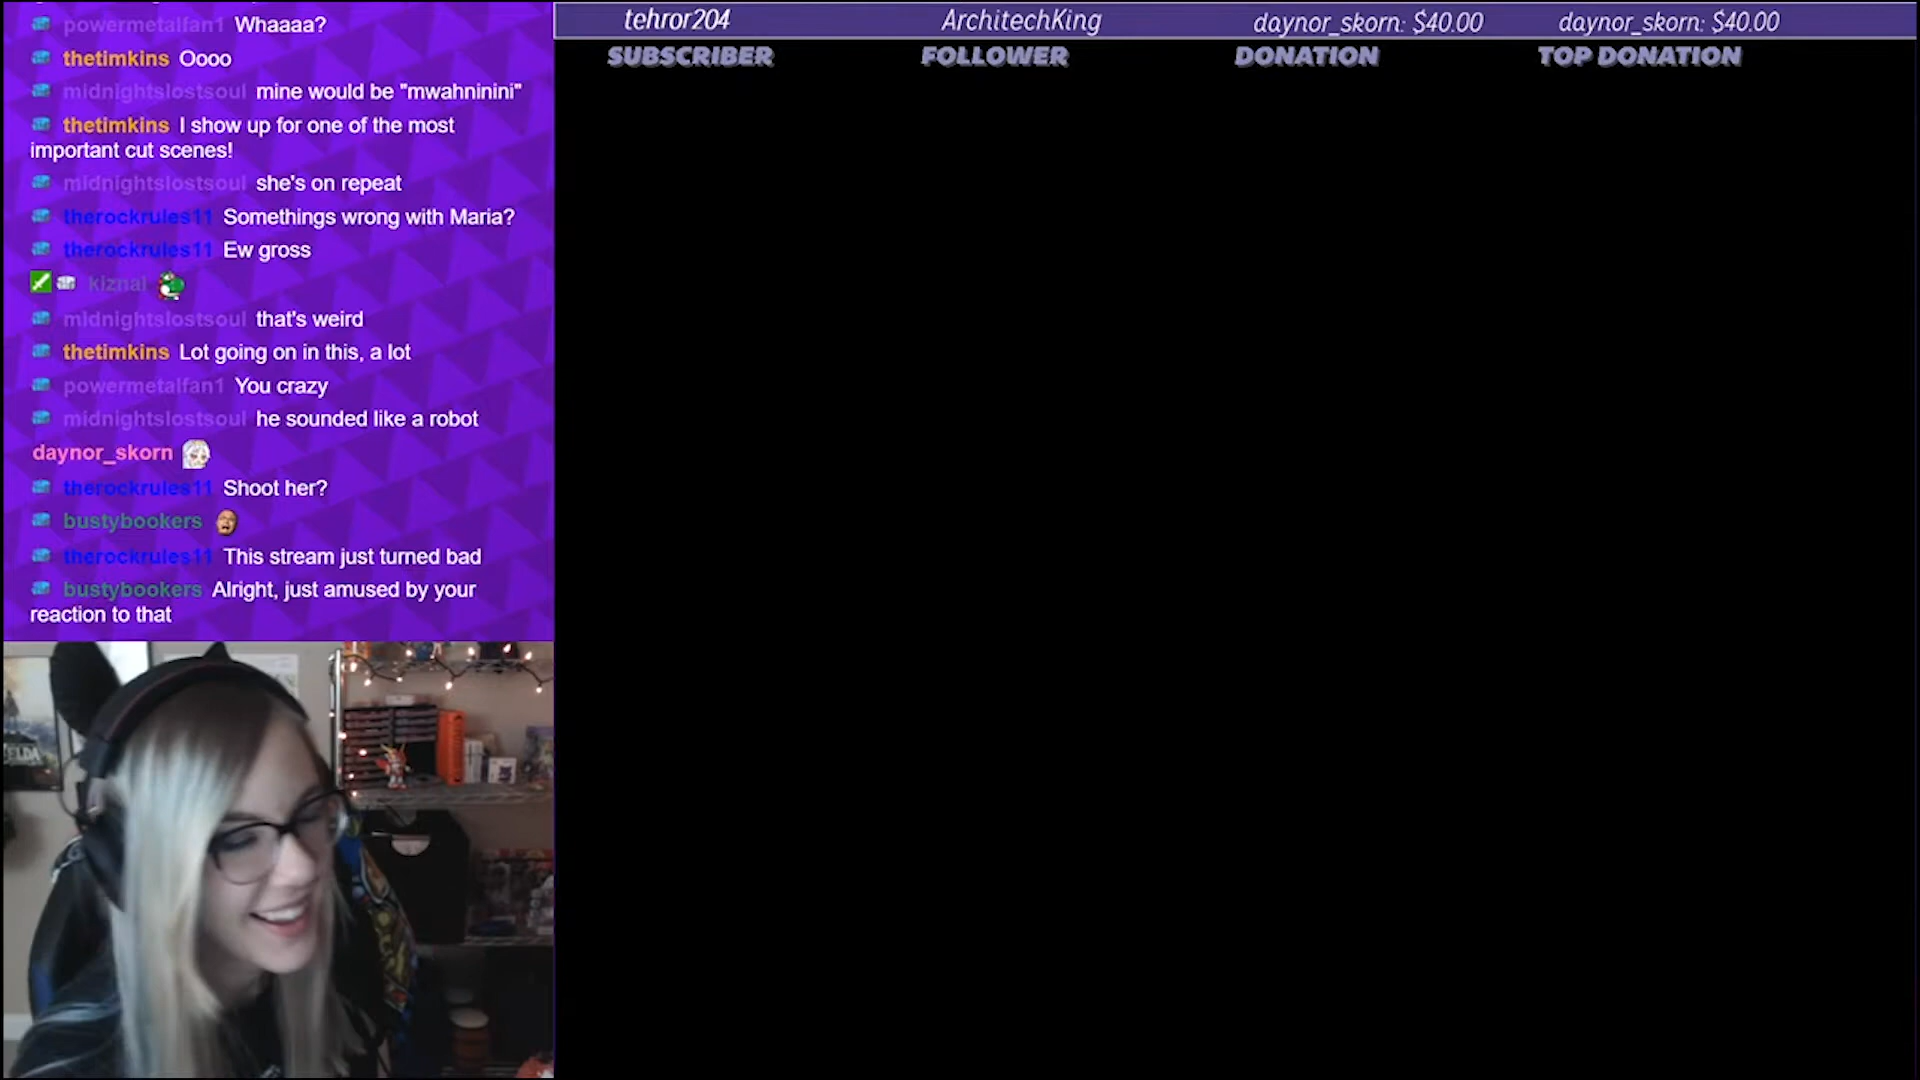 powermetalfan1 Whaaaa?
thetimkins Oooo
midnightslostsoul mine would be "mwahninini"
thetimkins I show up for one of the most
important cut scenes!
midnightslostsoul she's on repeat
therockrules11 Somethings wrong with Maria?
therockrules11 Ew gross
kiznal
midnightslostsoul that's weird
thetimkins Lot going on in this, a lot
powermetalfan1 You crazy
midnightslostsoul he sounded like a robot
daynor_skorn
therockrules11 Shoot her?
bustybookers
therockrules11 This stream just turned bad
bustybookers Alright, just amused by your
reaction to that
tehror204 ArchitechKing daynor_skorn: $40.00 daynor_skorn: $40.00
SUBSCRIBER FOLLOWER DONATION TOP DONATION
ZELDA